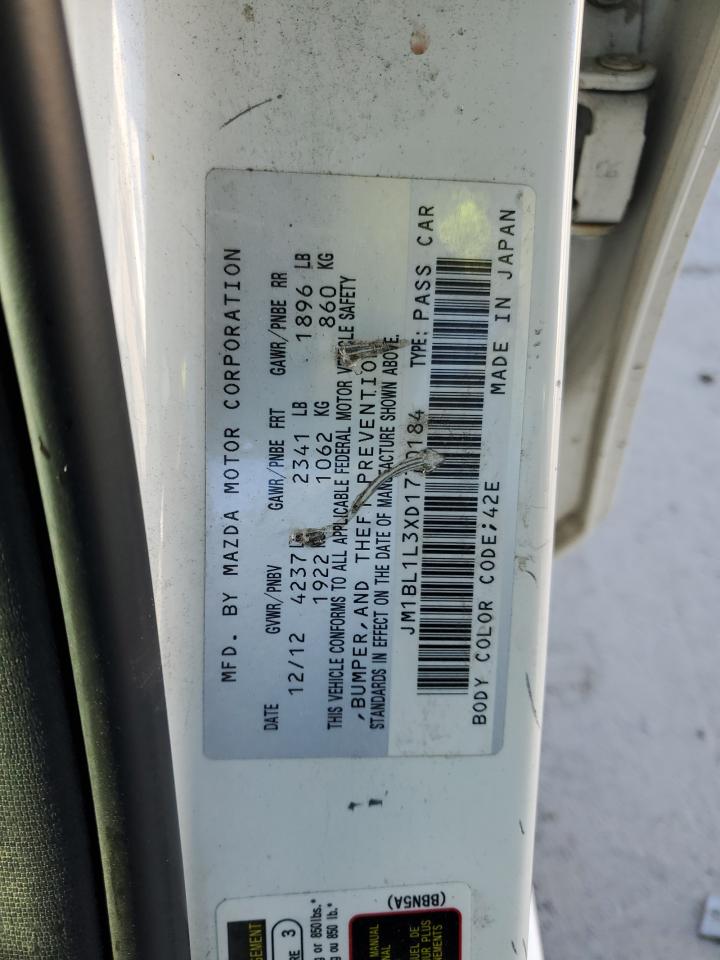 MFD. BY MAZDA MOTOR CORPORATION
DATE GVWR/PNBV GAWR/PNBE FRT GAWR/PNBE RR
12/12 4237 2341 LB 1896 LB
1922 1062 KG 860 KG
THIS VEHICLE CONFORMS TO ALL APPLICABLE FEDERAL MOTOR VEHICLE SAFETY
,BUMPER,AND THEFT PREVENTION
STANDARDS IN EFFECT ON THE DATE OF MANUFACTURE SHOWN ABOVE.
TYPE: PASS CAR
BODY COLOR CODE;42E MADE IN JAPAN
(BBN5A)
3
MANUAL